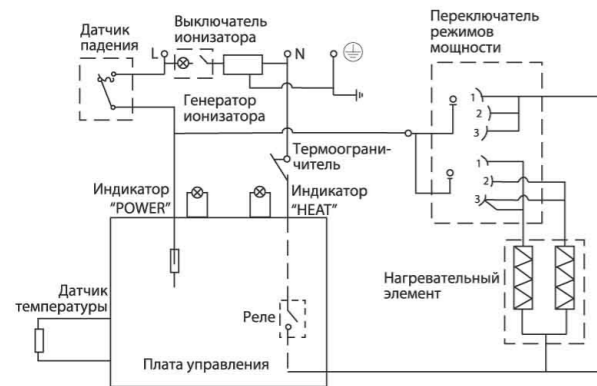 Датчик
падения
L
Выключатель
ионизатора
N
Генератор
ионизатора
Переключатель
режимов
мощности
1
2
3
1
2
3
Термоограни-
читель
Индикатор
"POWER"
Индикатор
"HEAT"
Датчик
температуры
Реле
Плата управления
Нагревательный
элемент